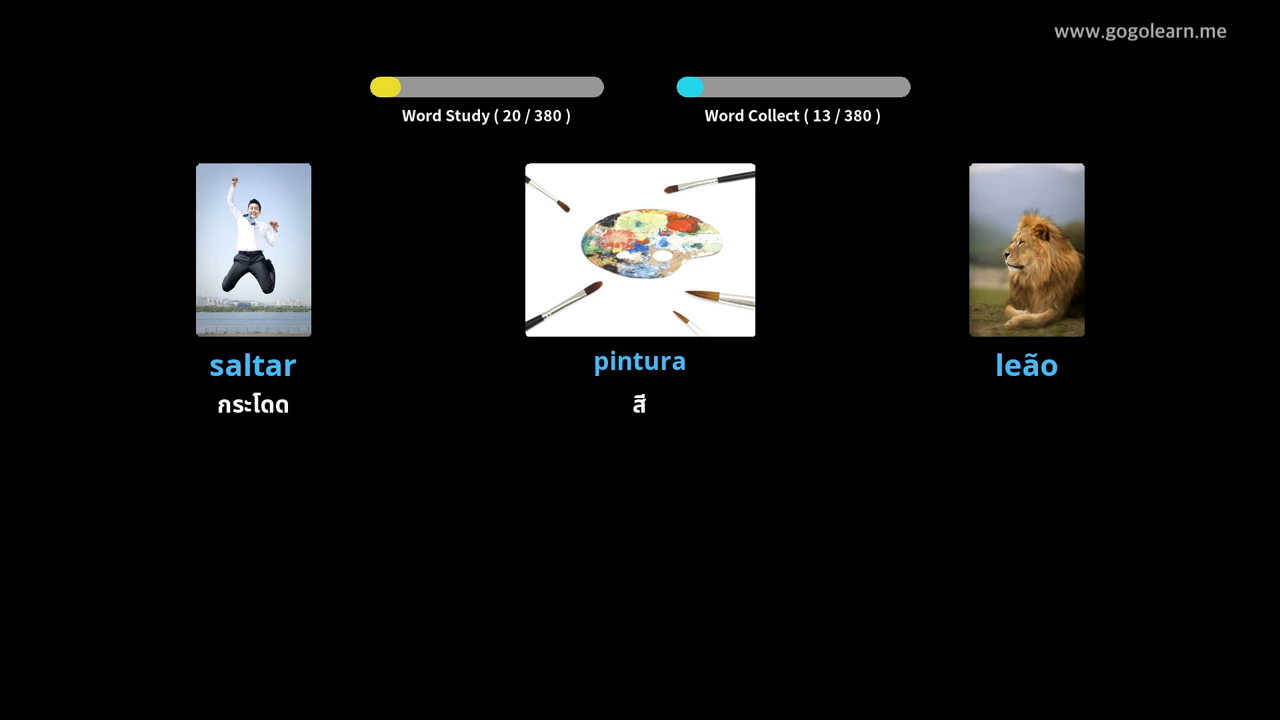 www.gogolearn.me
Word Study ( 20 / 380 )
Word Collect ( 13 / 380 )
saltar
กระโดด
pintura
สี
leão